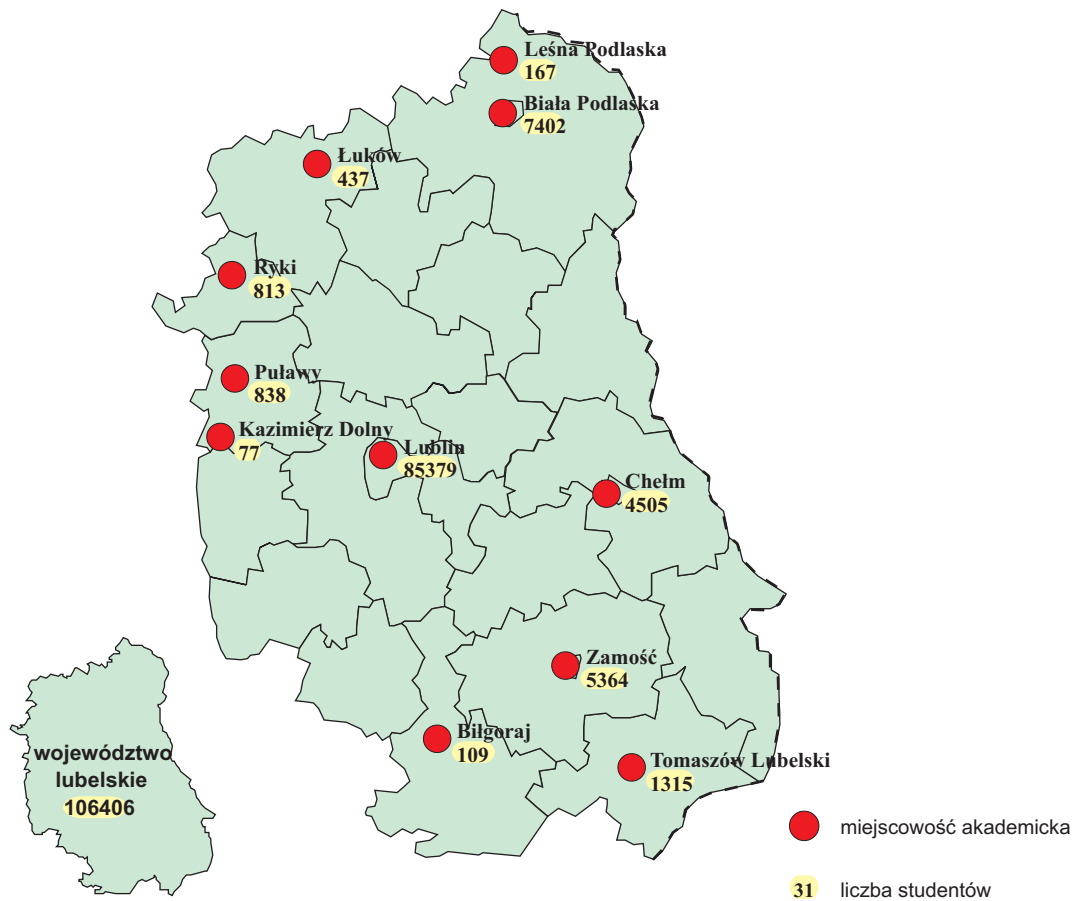 Leśna Podlaska
167
Biała Podlaska
7402
Łuków
437
Ryki
813
Puławy
838
Kazimierz Dolny
77
Lublin
85379
Chełm
4505
Zamość
5364
Biłgoraj
109
Tomaszów Lubelski
1315
województwo
lubelskie
106406
miejscowość akademicka
31 liczba studentów